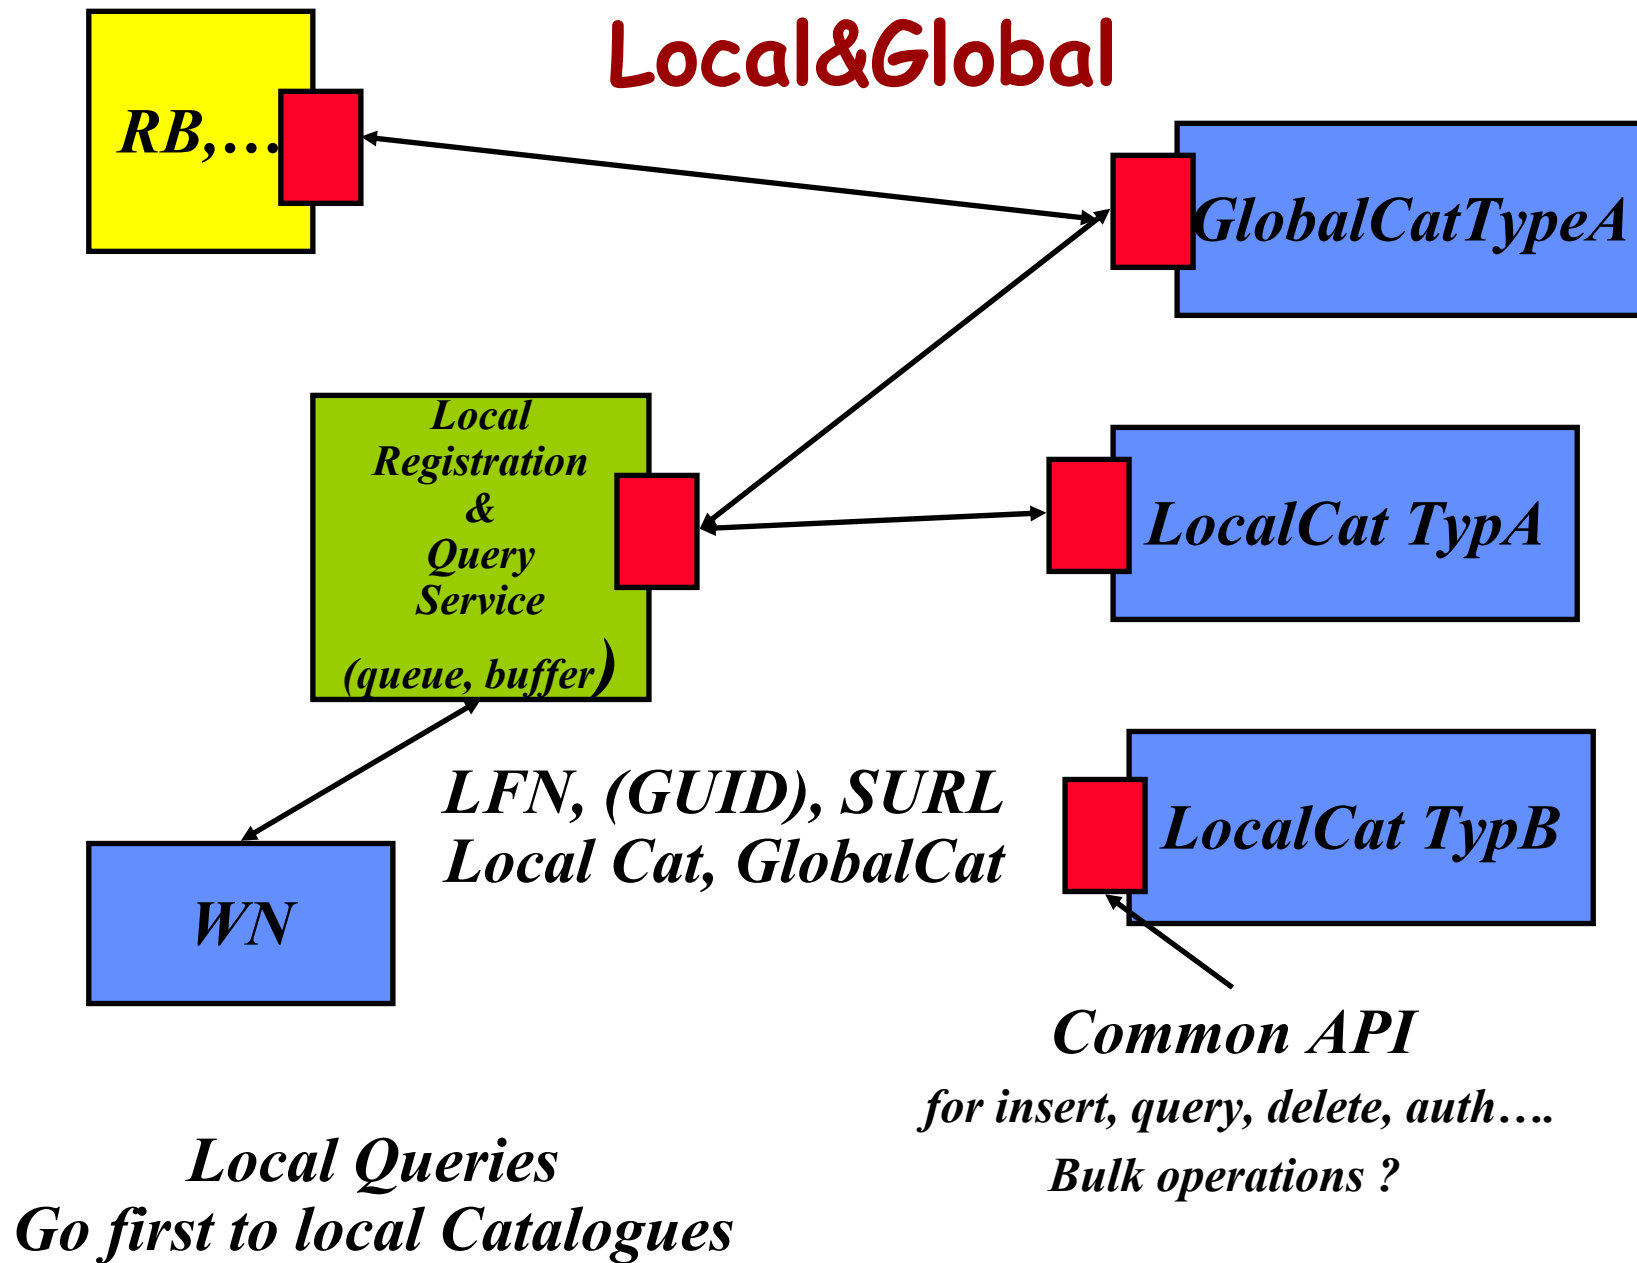 Local&Global
RB,...
GlobalCatTypeA
Local
Registration
&
Query
Service
(queue, buffer)
LocalCat TypA
LFN, (GUID), SURL
Local Cat, GlobalCat
LocalCat TypB
WN
Common API
for insert, query, delete, auth….
Bulk operations ?
Local Queries
Go first to local Catalogues